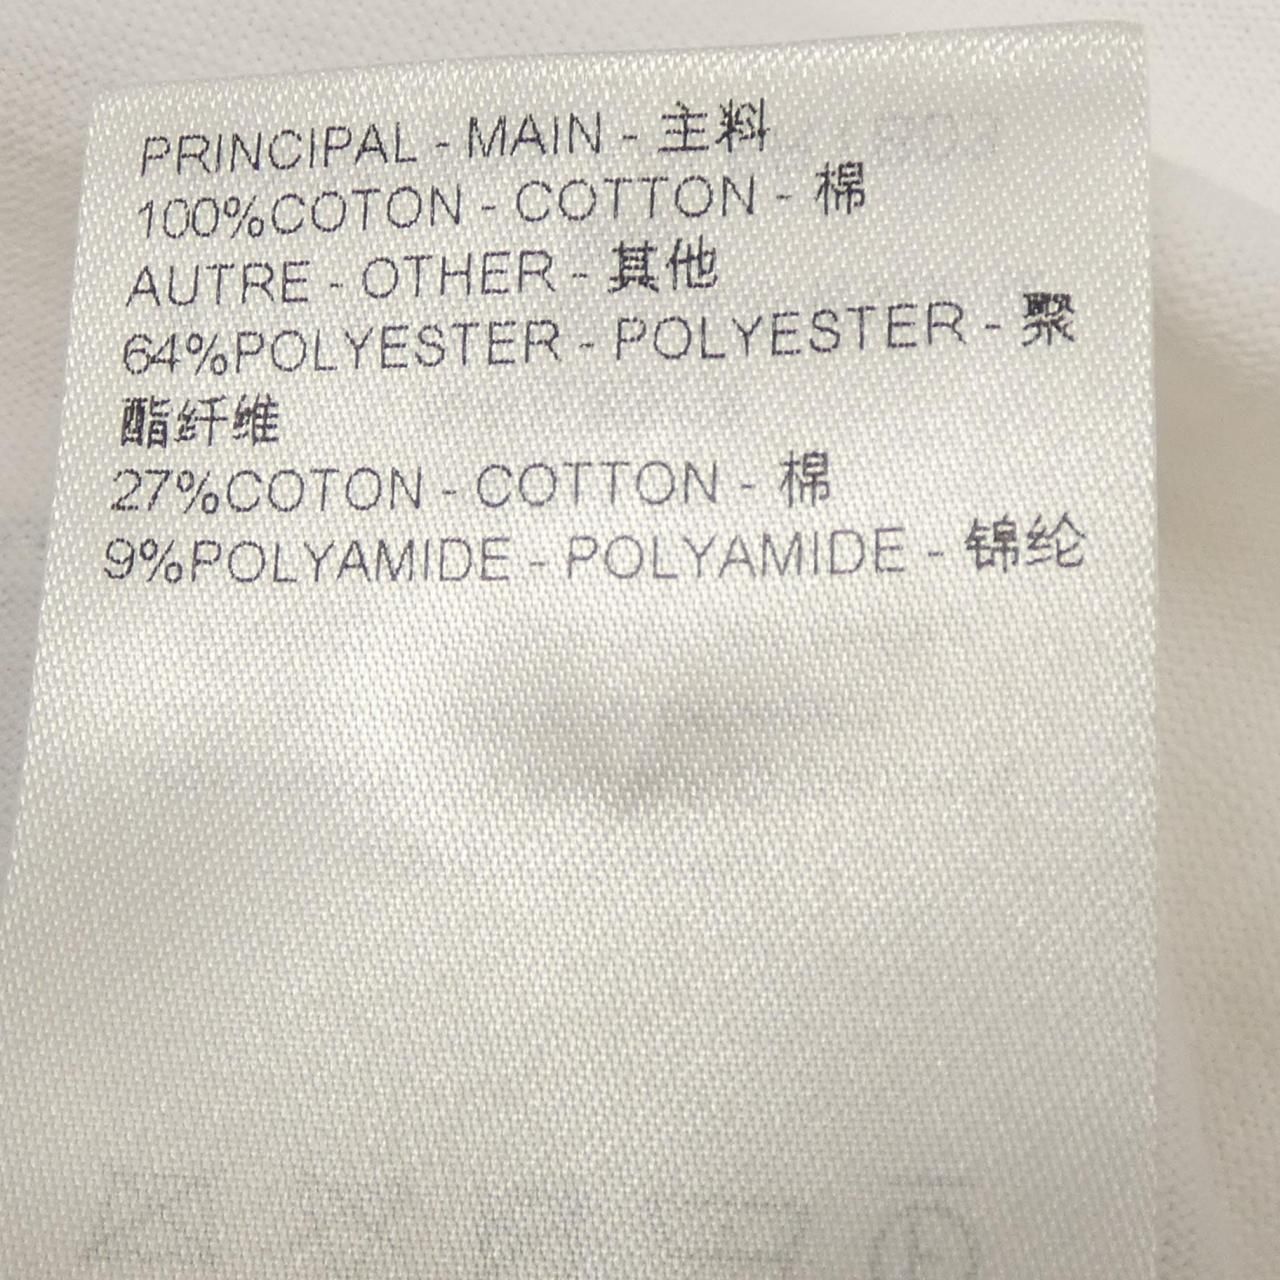 PRINCIPAL - MAIN - 主料
100%COTON - COTTON - 棉
AUTRE - OTHER - 其他
64%POLYESTER - POLYESTER - 聚
酯纤维
27%COTON - COTTON - 棉
9%POLYAMIDE - POLYAMIDE - 锦纶